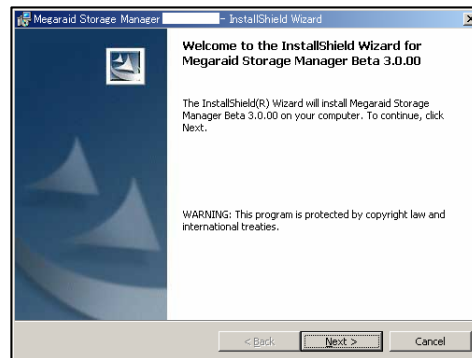 Megaraid Storage Manager - InstallShield Wizard
Welcome to the InstallShield Wizard for
Megaraid Storage Manager Beta 3.0.00
The InstallShield(R) Wizard will install Megaraid Storage
Manager Beta 3.0.00 on your computer. To continue, click
Next.
WARNING: This program is protected by copyright law and
international treaties.
< Back Next > Cancel